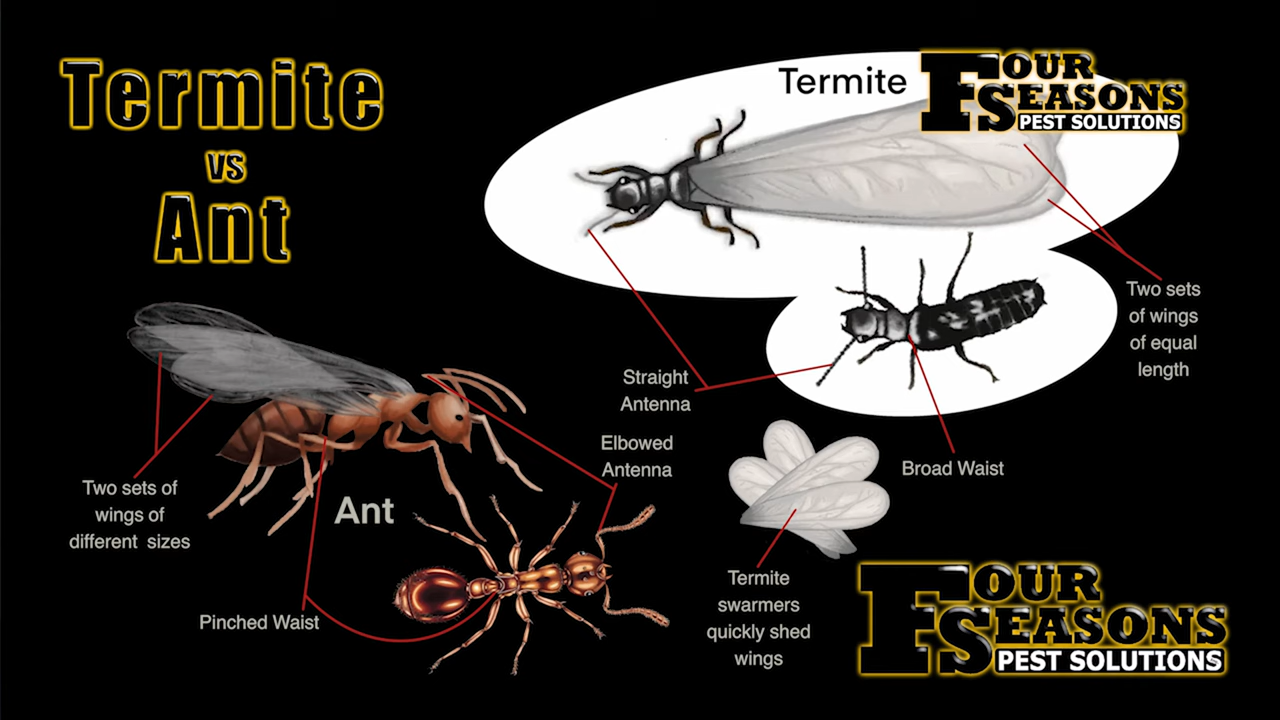 Termite
vs
Ant
Termite
FOUR
SEASONS
PEST SOLUTIONS
Two sets
of wings
of equal
length
Straight
Antenna
Elbowed
Antenna
Broad Waist
Two sets of
wings of
different sizes
Ant
Pinched Waist
Termite
swarmers
quickly shed
wings
FOUR
SEASONS
PEST SOLUTIONS